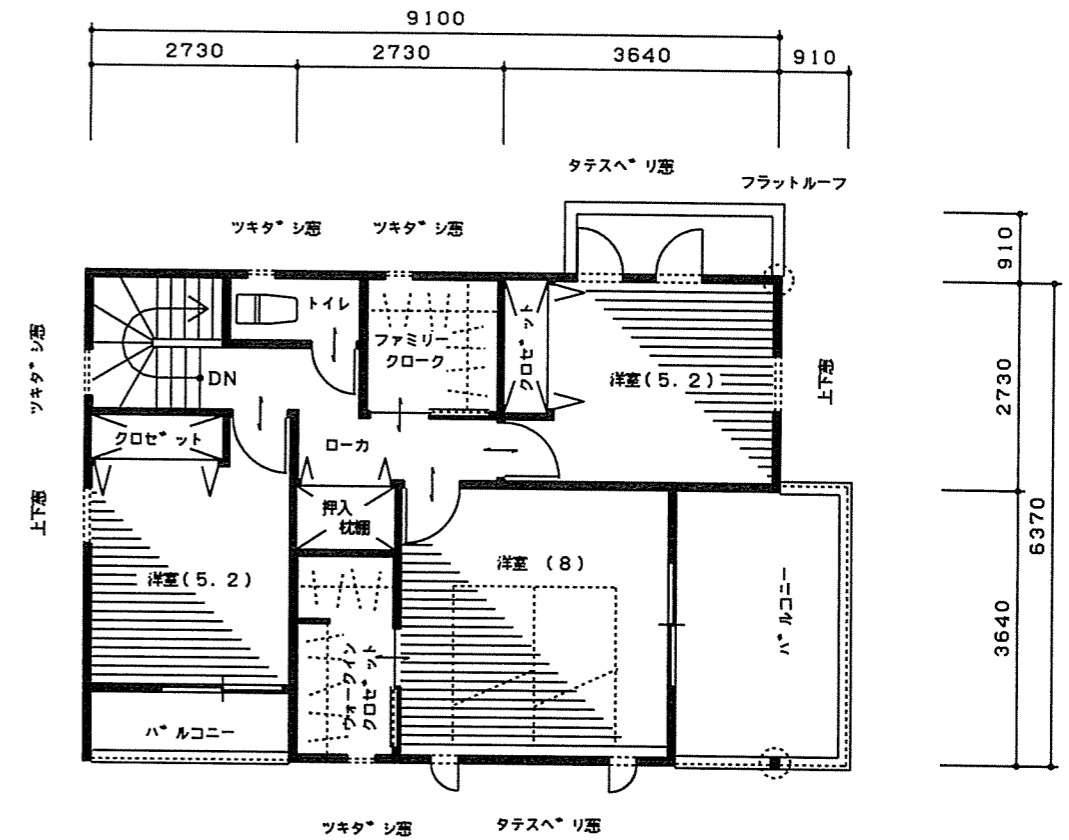 9100
2730
2730
3640
910
タテスベリ窓
フラットルーフ
ツキダシ窓
ツキダシ窓
910
トイレ
ファミリー
クローク
クロゼット
洋室(5.2)
上下窓
ツキダシ窓
DN
2730
クロゼット
ローカ
上下窓
押入
枕棚
洋室 (8)
6370
洋室(5.2)
バルコニー
3640
ウォークイン
クロゼット
バルコニー
ツキダシ窓
タテスベリ窓